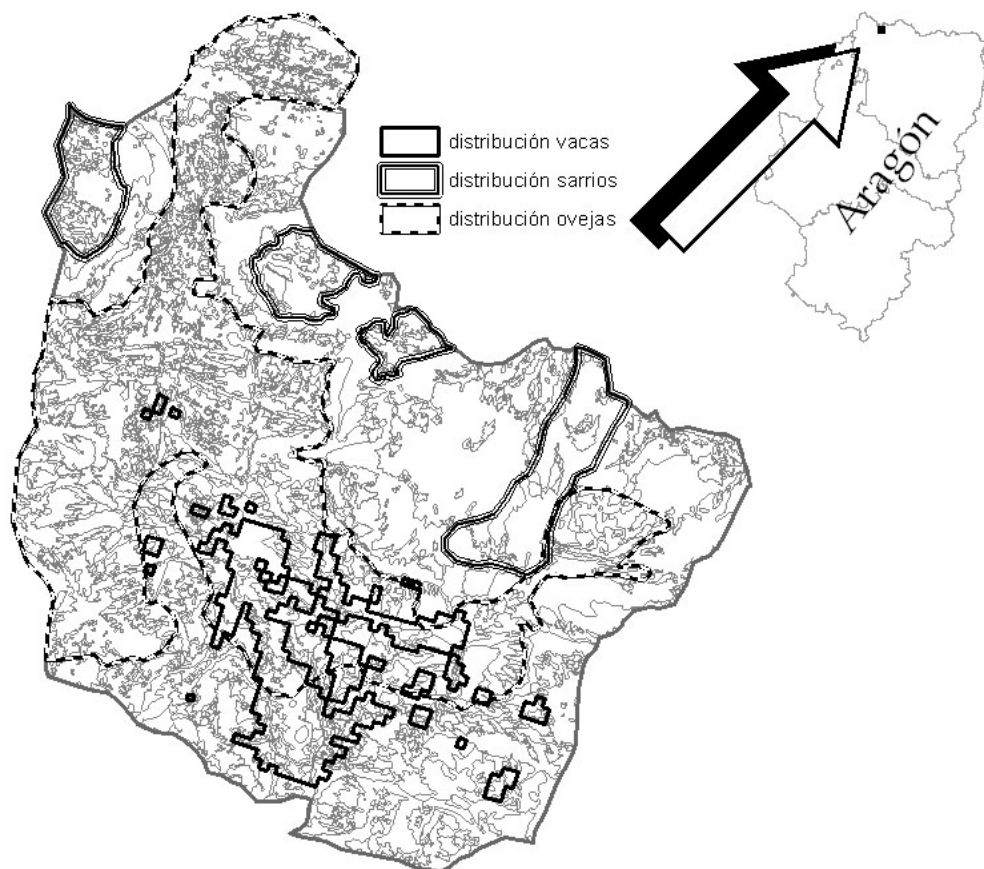 distribución vacas
distribución sarrios
distribución ovejas
Aragón